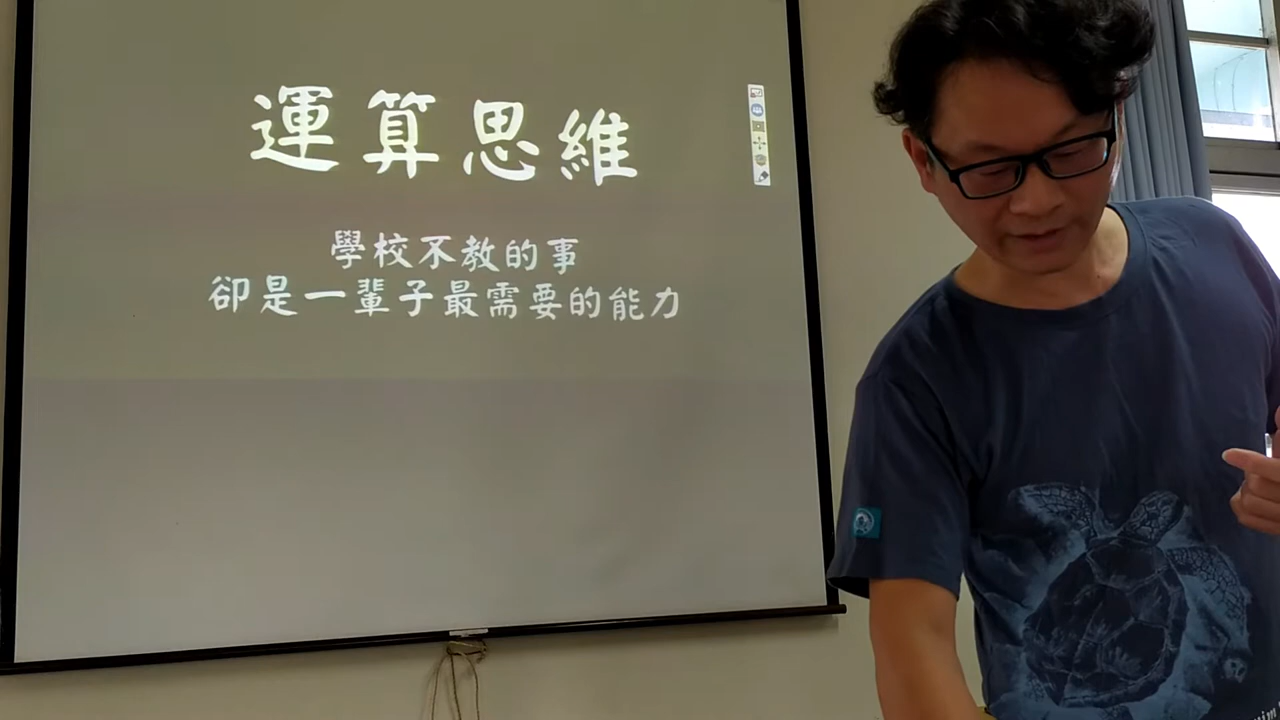 運算思維
學校不教的事
卻是一輩子最需要的能力